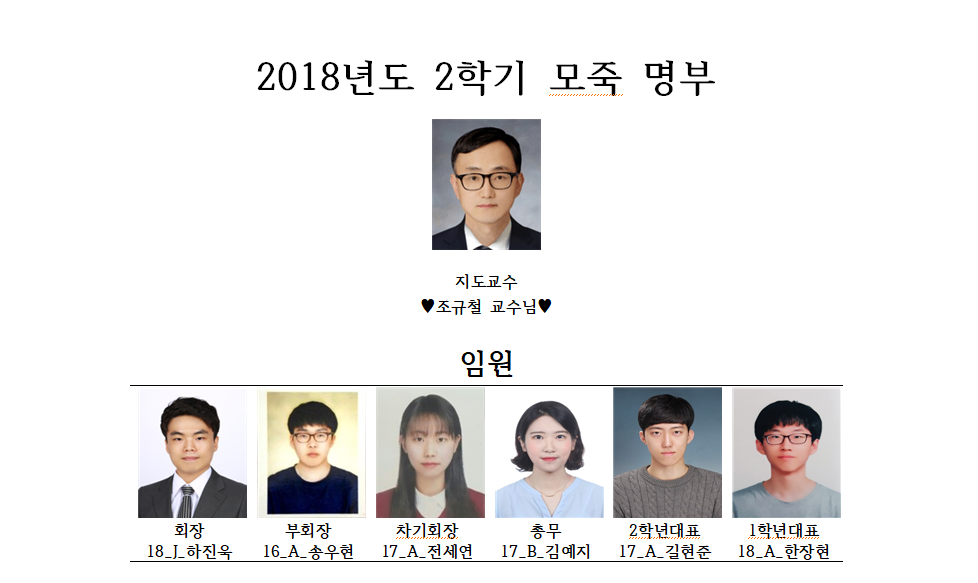 2018년도 2학기 모죽 명부
지도교수
♥조규철 교수님♥
임원
회장 부회장 차기회장 총무 2학년대표 1학년대표
18_J_하진욱 16_A_송우현 17_A_전세연 17_B_김예지 17_A_길현준 18_A_한장현